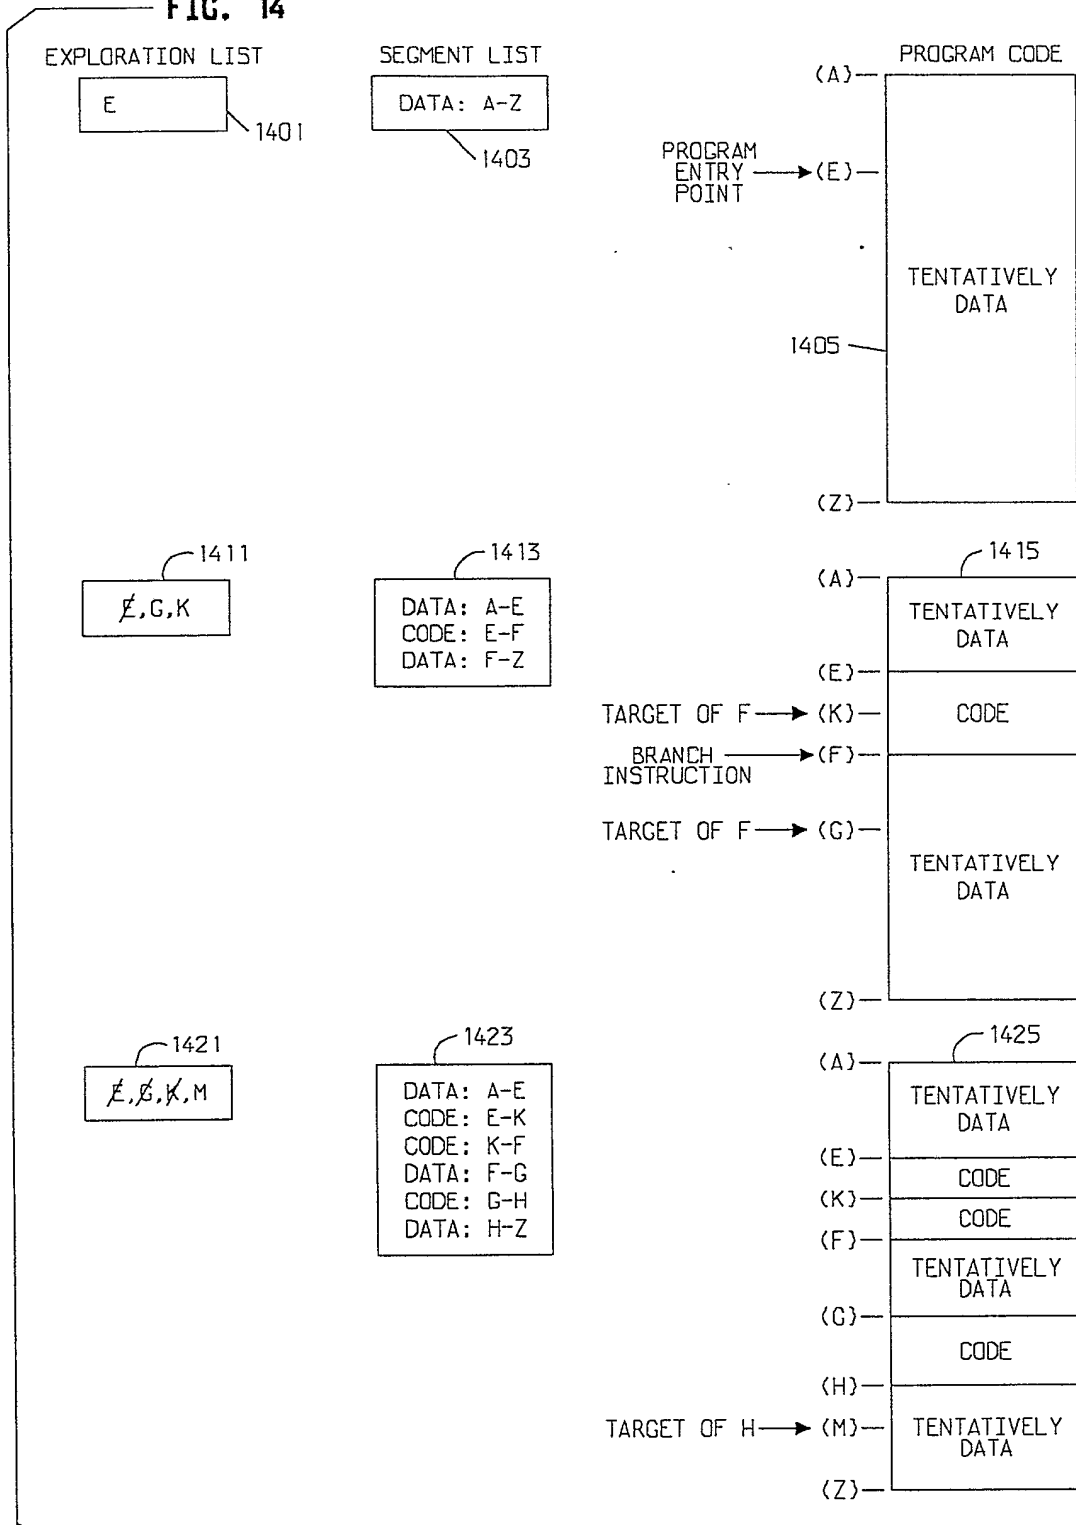 FIG. 14
EXPLORATION LIST
SEGMENT LIST
PROGRAM CODE
E
1401
DATA: A-Z
1403
(A)
PROGRAM
ENTRY
POINT
(E)
TENTATIVELY
DATA
1405
(Z)
1411
E,G,K
1413
DATA: A-E
CODE: E-F
DATA: F-Z
1415
(A)
TENTATIVELY
DATA
(E)
TARGET OF F
(K)
CODE
BRANCH
INSTRUCTION
(F)
TARGET OF F
(G)
TENTATIVELY
DATA
(Z)
1421
E,G,K,M
1423
DATA: A-E
CODE: E-K
CODE: K-F
DATA: F-G
CODE: G-H
DATA: H-Z
1425
(A)
TENTATIVELY
DATA
(E)
CODE
(K)
CODE
(F)
TENTATIVELY
DATA
(G)
CODE
(H)
TARGET OF H
(M)
TENTATIVELY
DATA
(Z)